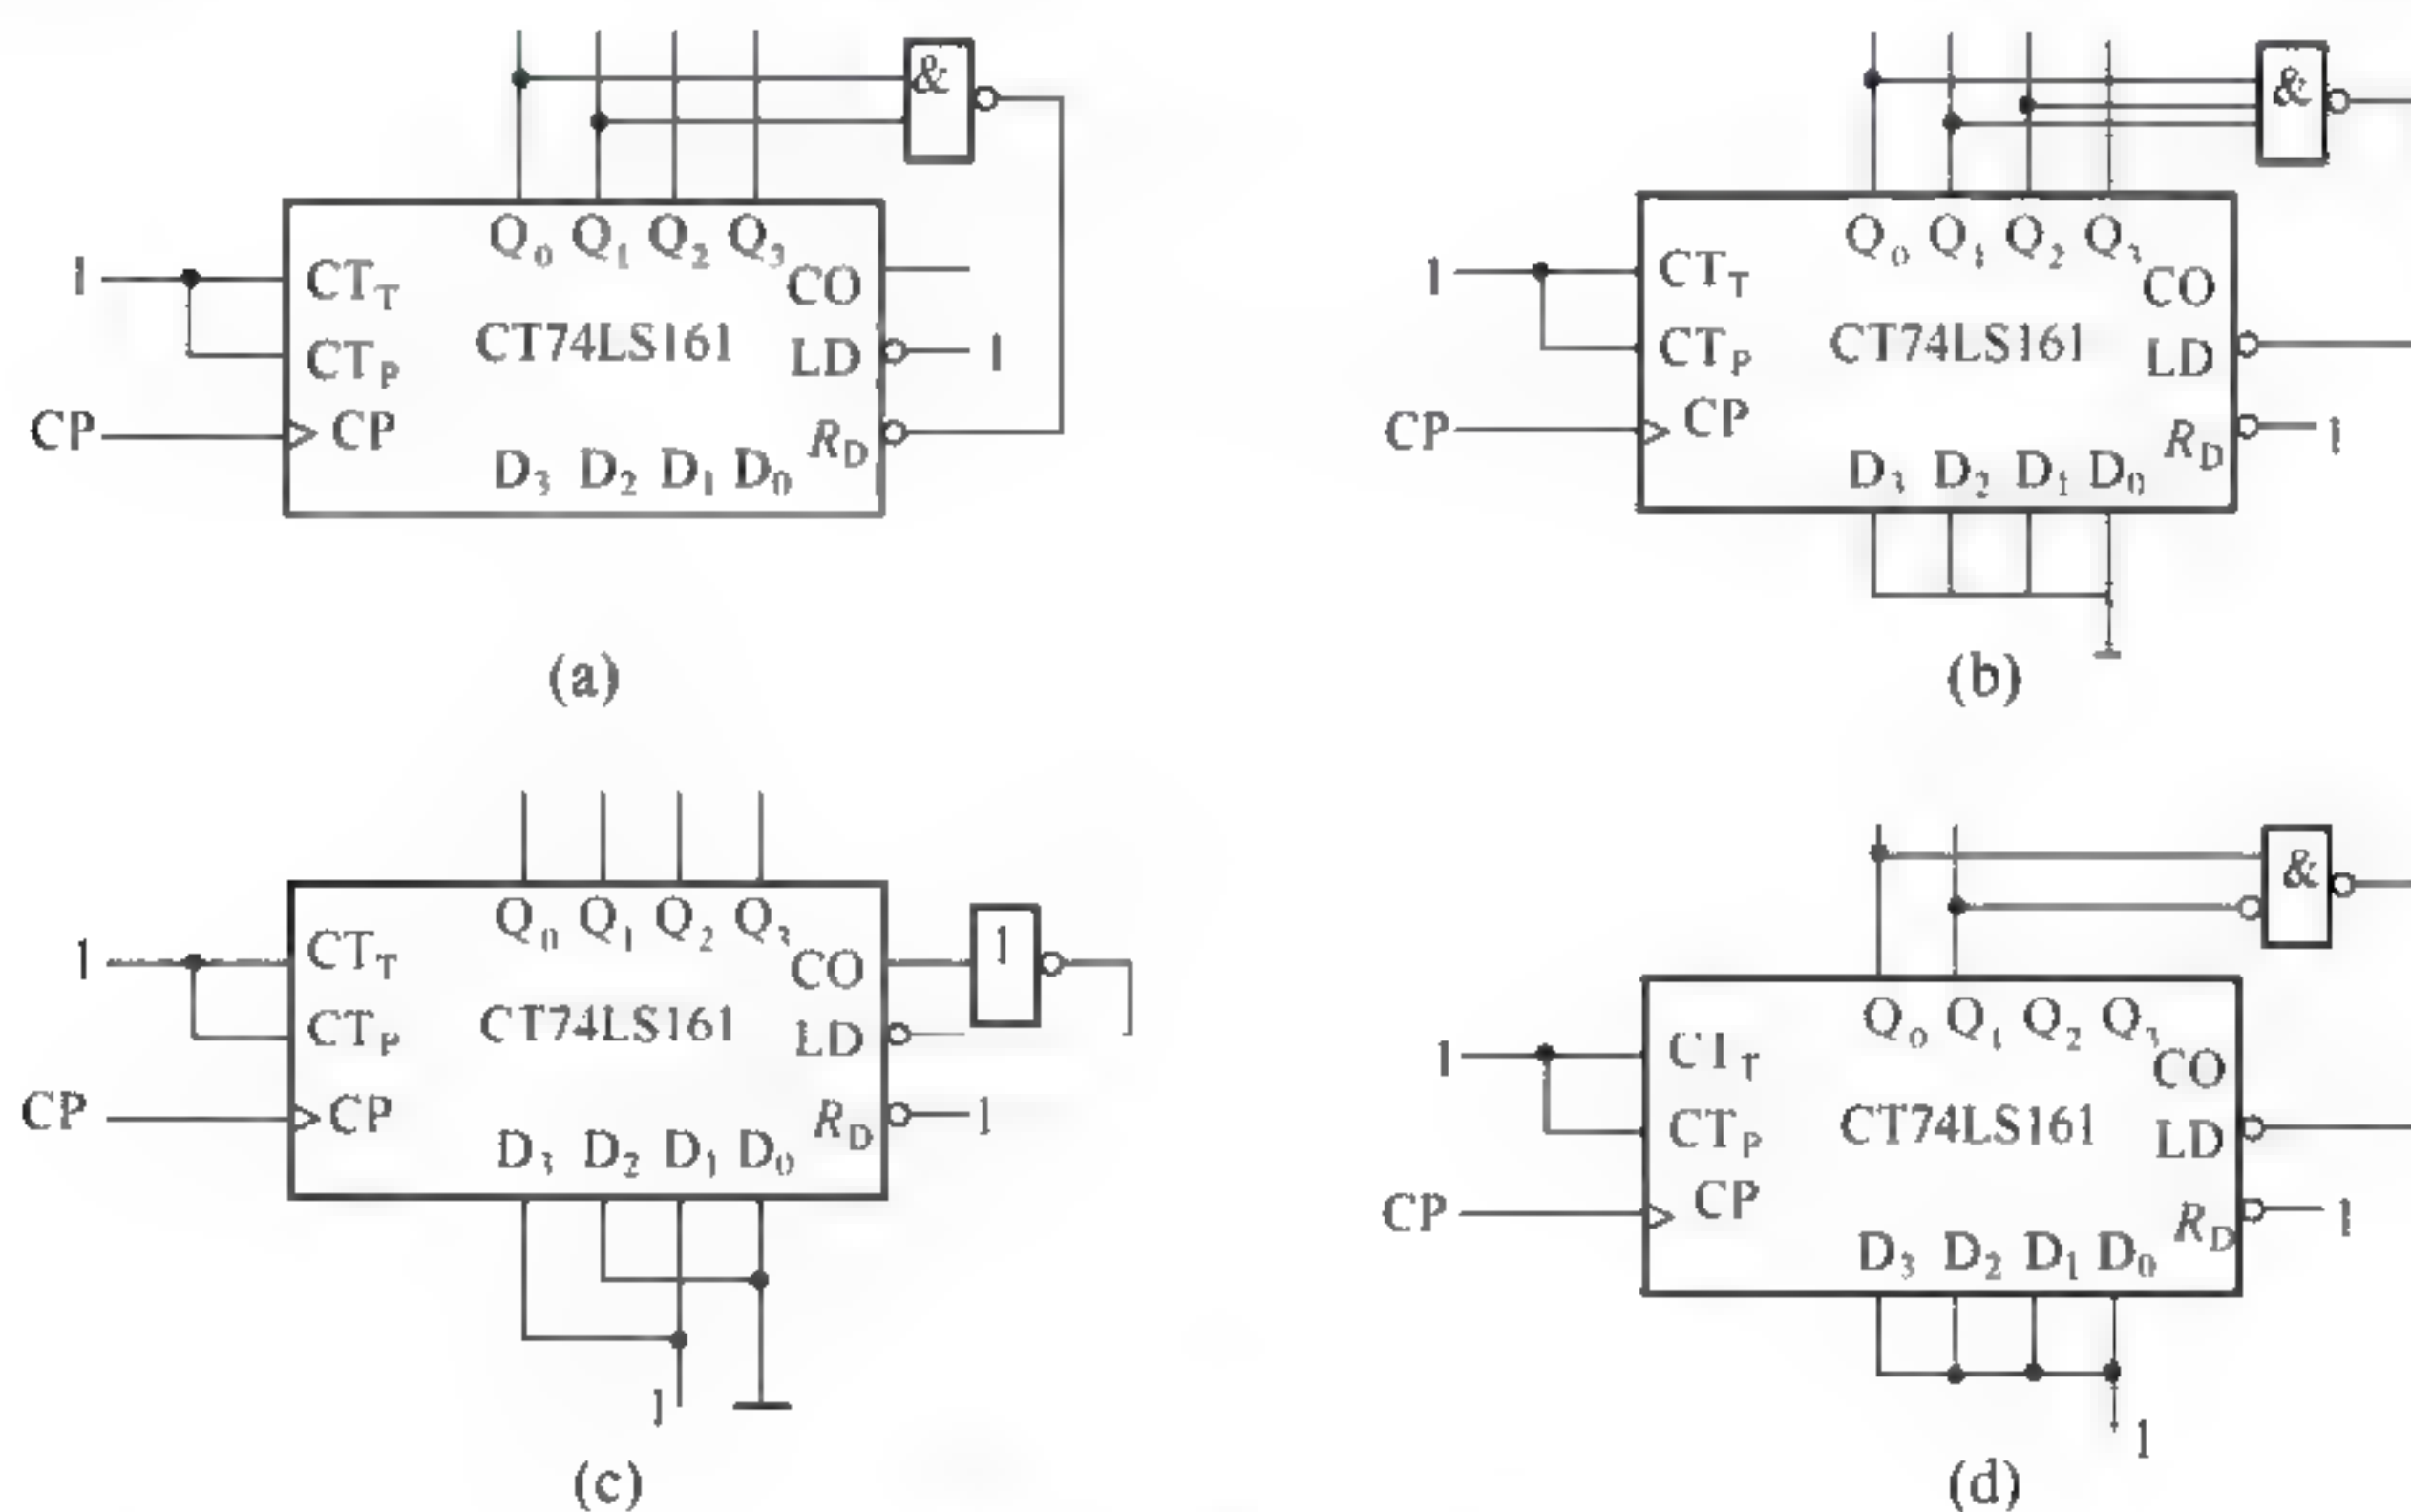 &
Q0 Q1 Q2 Q3
1 CTT CO
CT74LS161
CTP LD 1
CP CP RD
D3 D2 D1 D0
(a)
&
Q0 Q1 Q2 Q3
1 CTT CO
CT74LS161
CTP LD
CP CP RD 1
D3 D2 D1 D0
(b)
Q0 Q1 Q2 Q3
1 CTT CO 1
CT74LS161
CTP LD
CP CP RD 1
D3 D2 D1 D0
1
(c)
&
Q0 Q1 Q2 Q3
1 CTT CO
CT74LS161
CTP LD
CP CP RD 1
D3 D2 D1 D0
1
(d)